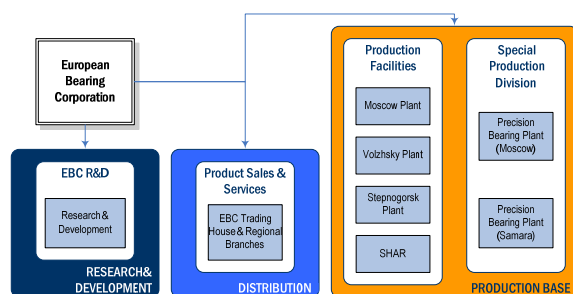 European
Bearing
Corporation
EBC R&D
Research &
Development
RESEARCH&
DEVELOPMENT
Product Sales &
Services
EBC Trading
House & Regional
Branches
DISTRIBUTION
Production
Facilities
Moscow Plant
Volzhsky Plant
Stepnogorsk
Plant
SHAR
Special
Production
Division
Precision
Bearing Plant
(Moscow)
Precision
Bearing Plant
(Samara)
PRODUCTION BASE